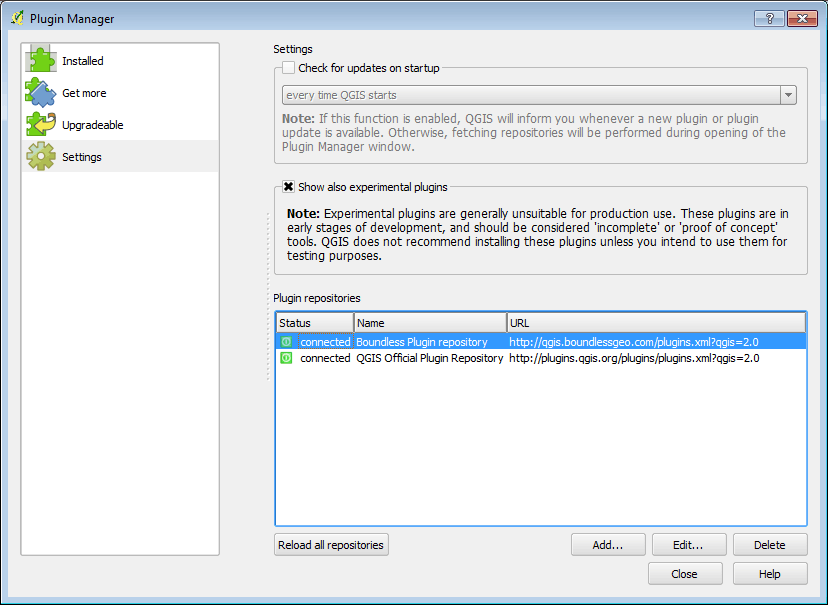 Plugin Manager
?
Installed
Get more
Upgradeable
Settings
Settings
Check for updates on startup
every time QGIS starts
Note: If this function is enabled, QGIS will inform you whenever a new plugin or plugin
update is available. Otherwise, fetching repositories will be performed during opening of the
Plugin Manager window.
Show also experimental plugins
Note: Experimental plugins are generally unsuitable for production use. These plugins are in
early stages of development, and should be considered 'incomplete' or 'proof of concept'
tools. QGIS does not recommend installing these plugins unless you intend to use them for
testing purposes.
Plugin repositories
Status Name URL
connected Boundless Plugin repository http://qgis.boundlessgeo.com/plugins.xml?qgis=2.0
connected QGIS Official Plugin Repository http://plugins.qgis.org/plugins/plugins.xml?qgis=2.0
Reload all repositories Add... Edit... Delete
Close Help